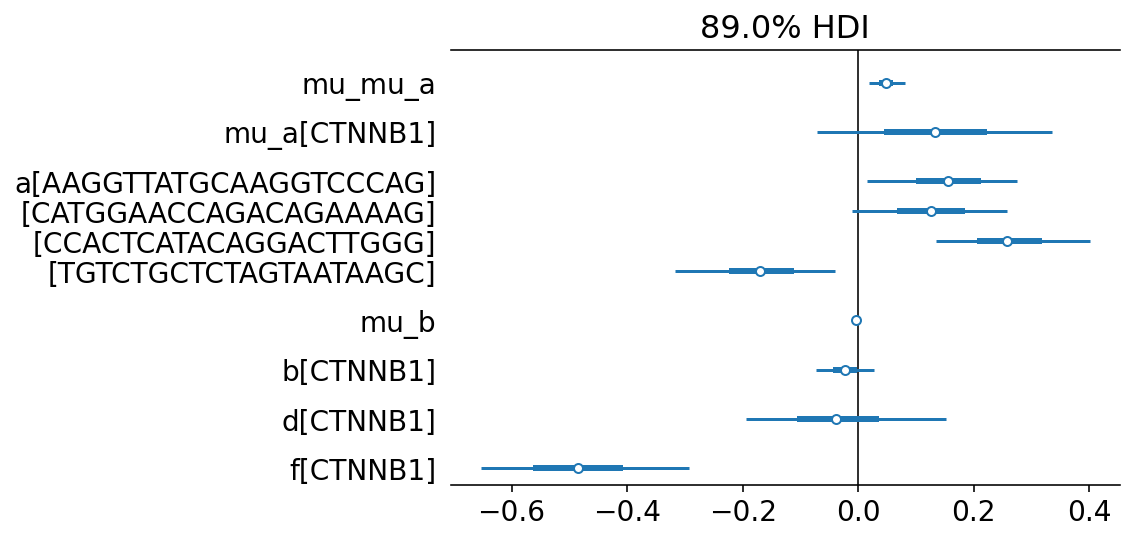 89.0% HDI
mu_mu_a
mu_a[CTNNB1]
a[AAGGTTATGCAAGGTCCCAG]
[CATGGAACCAGACAGAAAAG]
[CCACTCATACAGGACTTGGG]
[TGTCTGCTCTAGTAATAAGC]
mu_b
b[CTNNB1]
d[CTNNB1]
f[CTNNB1]
−0.6 −0.4 −0.2 0.0 0.2 0.4